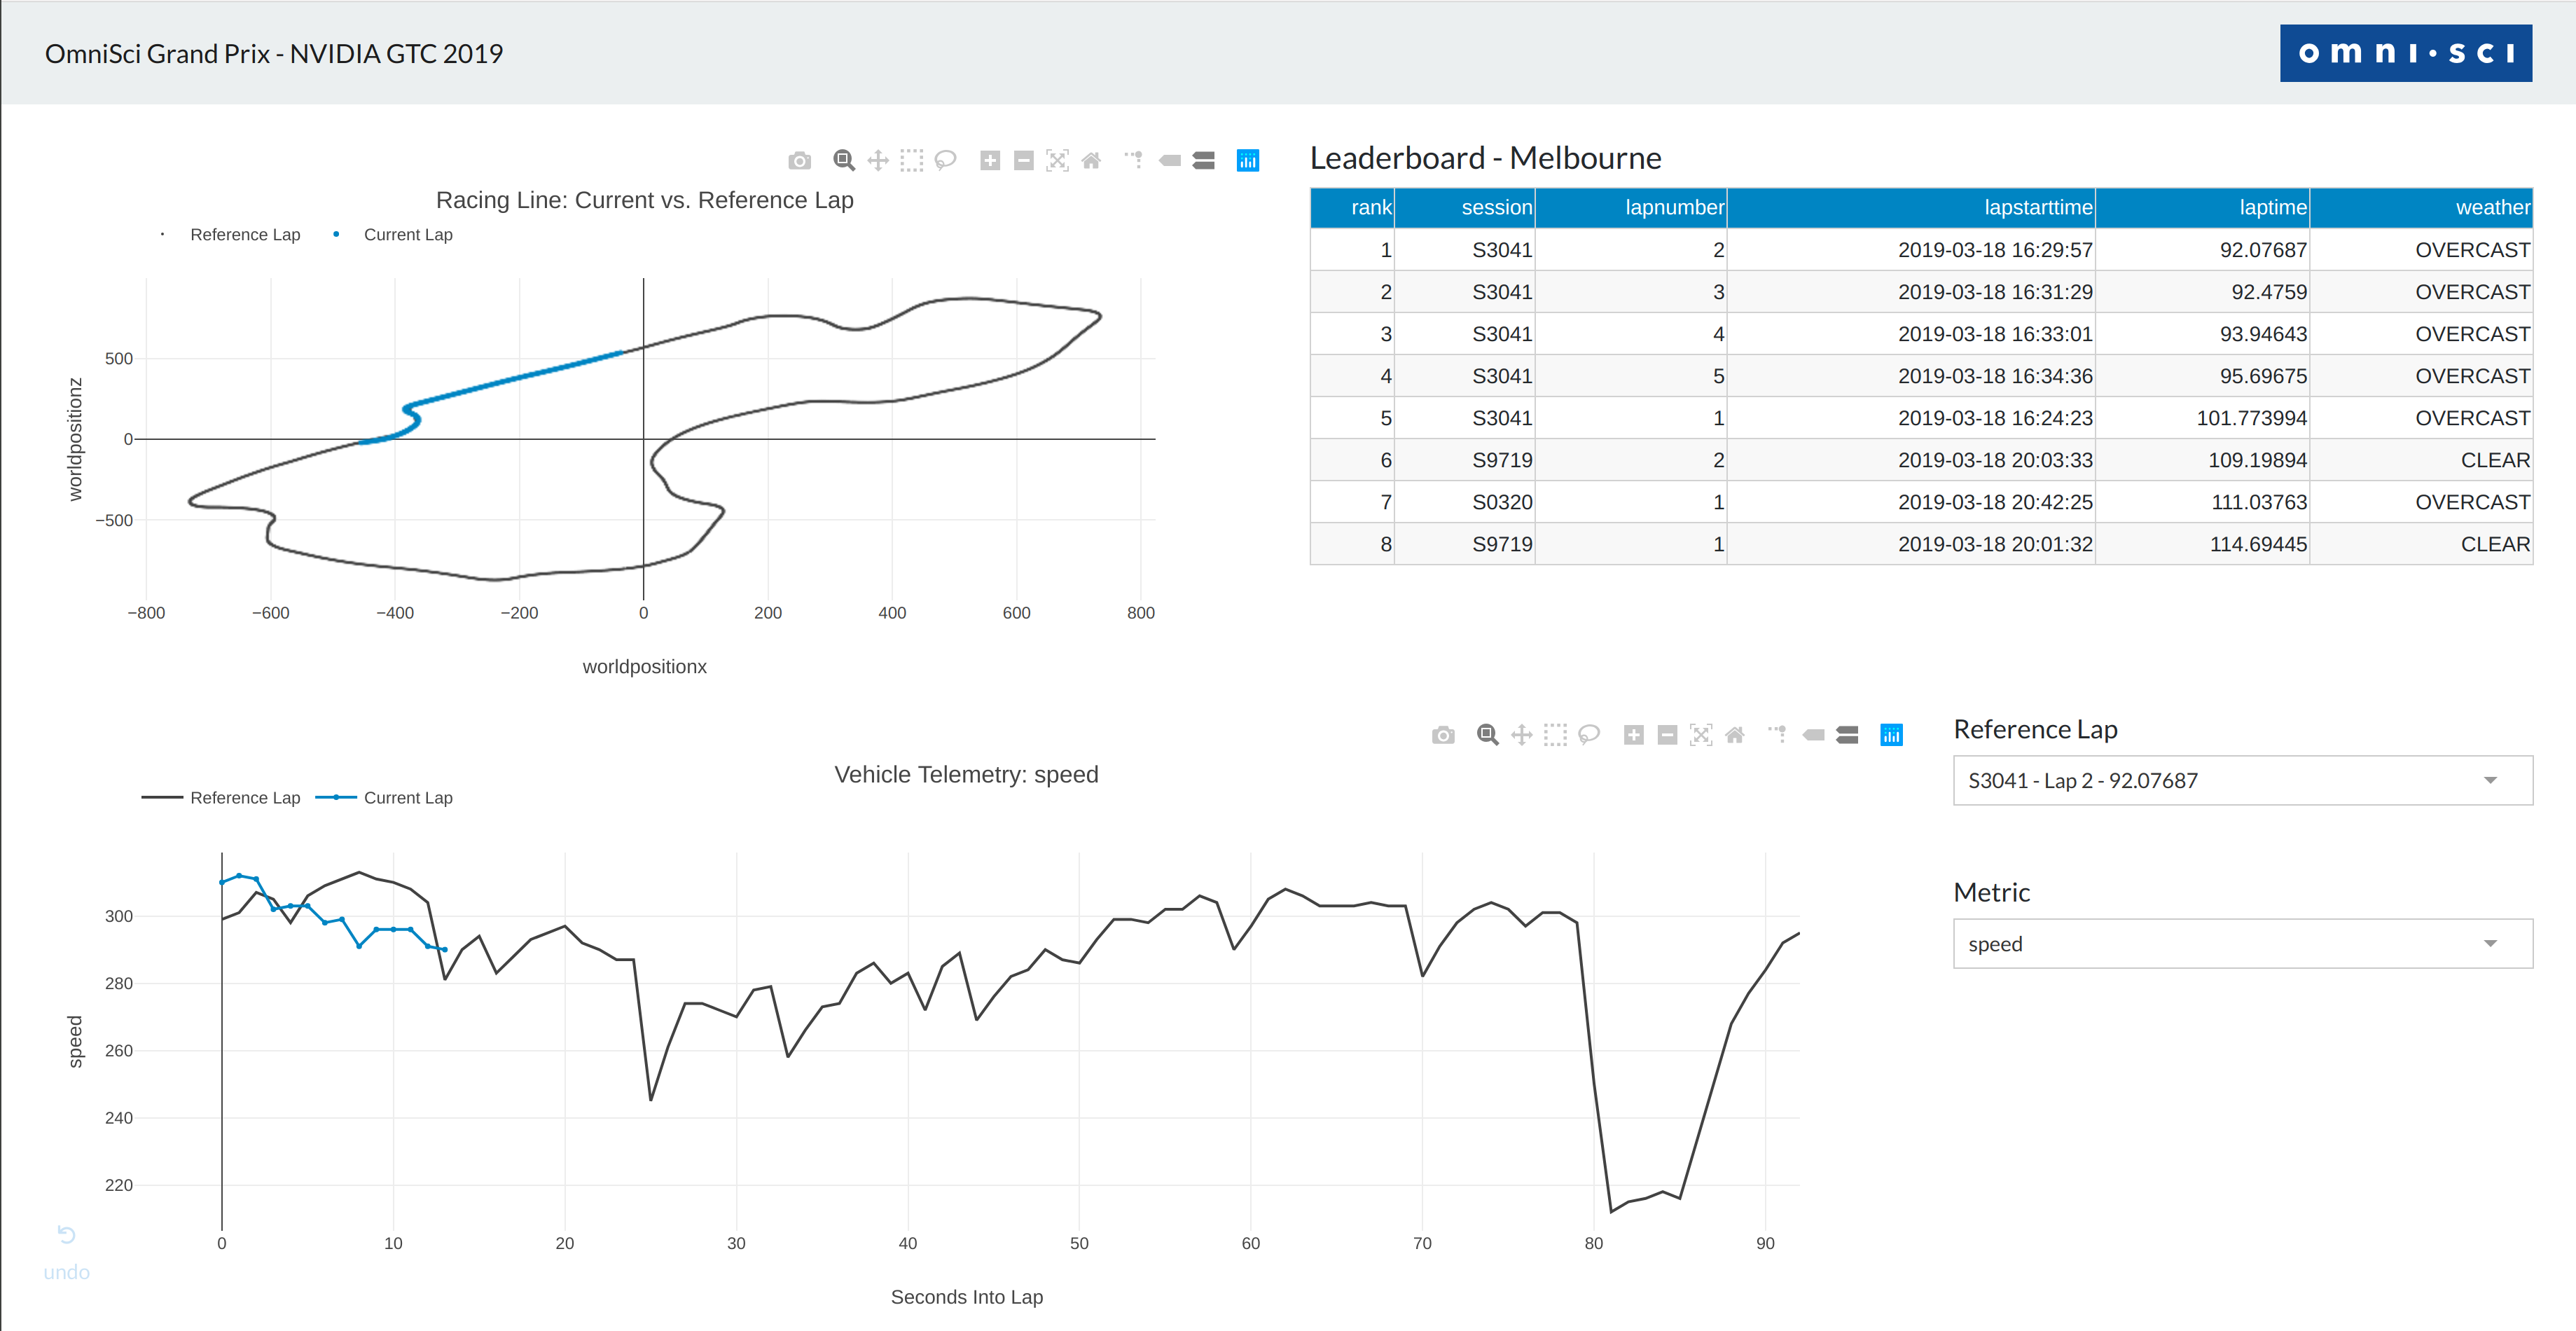 OmniSci Grand Prix - NVIDIA GTC 2019
omni·sci
Racing Line: Current vs. Reference Lap
Reference Lap
Current Lap
500
0
−500
worldpositionz
−800 −600 −400 −200 0 200 400 600 800
worldpositionx
Leaderboard - Melbourne
rank session lapnumber lapstarttime laptime weather
1 S3041 2 2019-03-18 16:29:57 92.07687 OVERCAST
2 S3041 3 2019-03-18 16:31:29 92.4759 OVERCAST
3 S3041 4 2019-03-18 16:33:01 93.94643 OVERCAST
4 S3041 5 2019-03-18 16:34:36 95.69675 OVERCAST
5 S3041 1 2019-03-18 16:24:23 101.773994 OVERCAST
6 S9719 2 2019-03-18 20:03:33 109.19894 CLEAR
7 S0320 1 2019-03-18 20:42:25 111.03763 OVERCAST
8 S9719 1 2019-03-18 20:01:32 114.69445 CLEAR
Vehicle Telemetry: speed
Reference Lap
Current Lap
300
280
260
240
220
speed
0 10 20 30 40 50 60 70 80 90
Seconds Into Lap
undo
Reference Lap
S3041 - Lap 2 - 92.07687
Metric
speed